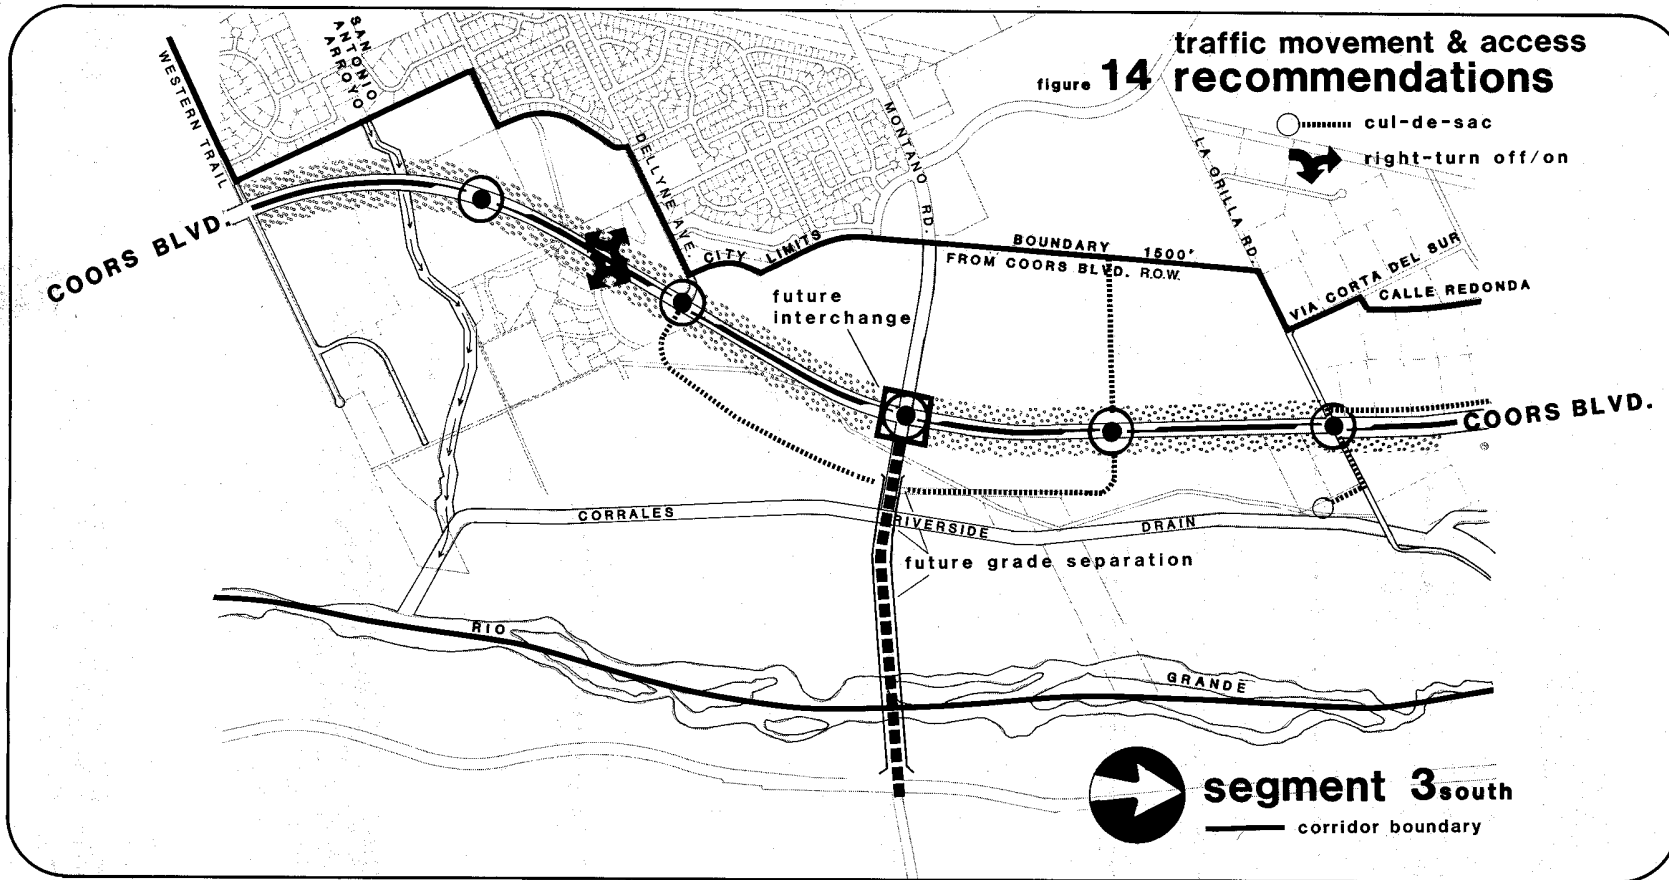 traffic movement & access
figure 14 recommendations
cul-de-sac
right-turn off/on
WESTERN TRAIL
SAN
ANTONIO
ARROYO
DELLYNE AVE.
MONTANO RD.
LA ORILLA RD.
COORS BLVD.
CITY LIMITS
BOUNDARY 1500'
FROM COORS BLVD. R.O.W.
VIA CORTA DEL SUR
CALLE REDONDA
future
interchange
COORS BLVD.
CORRALES RIVERSIDE DRAIN
future grade separation
RIO GRANDE
segment 3 south
corridor boundary